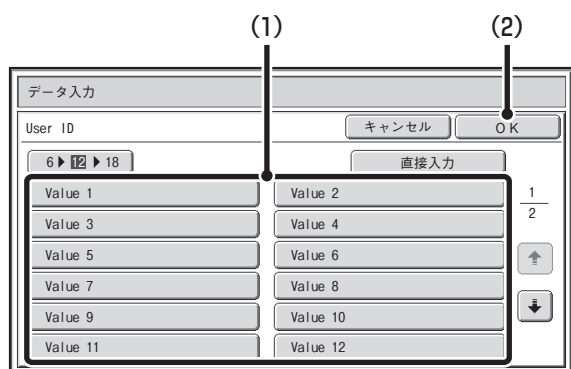 (1) (2)
データ入力
User ID キャンセル OK
6 ▶ 12 ▶ 18 直接入力
Value 1 Value 2 1
Value 3 Value 4 2
Value 5 Value 6
Value 7 Value 8
Value 9 Value 10
Value 11 Value 12